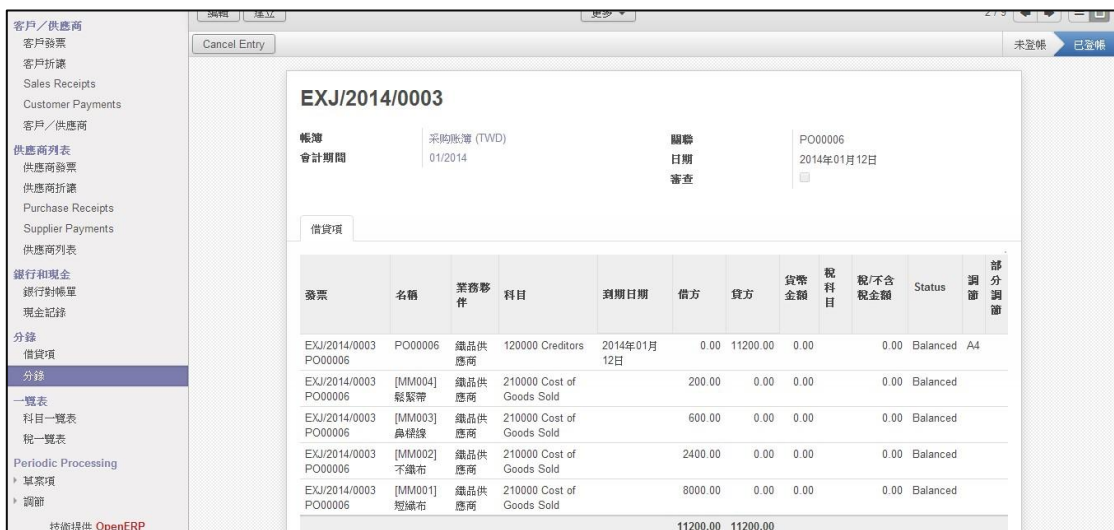 編輯 建立 更多 2 / 9
客戶／供應商
客戶發票
客戶折讓
Sales Receipts
Customer Payments
客戶／供應商
供應商列表
供應商發票
供應商折讓
Purchase Receipts
Supplier Payments
供應商列表
銀行和現金
銀行對帳單
現金記錄
分錄
借貸項
分錄
一覽表
科目一覽表
稅一覽表
Periodic Processing
草案項
調節
技術提供 OpenERP
Cancel Entry 未登帳 已登帳
EXJ/2014/0003
帳簿 采购账簿 (TWD) 關聯 PO00006
會計期間 01/2014 日期 2014年01月12日
審查
借貸項
發票 名稱 業務夥伴 科目 到期日期 借方 貸方 貨幣金額 稅科目 稅/不含稅金額 Status 調節 部分調節
EXJ/2014/0003 PO00006 織品供 120000 Creditors 2014年01月 0.00 11200.00 0.00 0.00 Balanced A4
PO00006 應商 12日
EXJ/2014/0003 [MM004] 織品供 210000 Cost of 200.00 0.00 0.00 0.00 Balanced
PO00006 鬆緊帶 應商 Goods Sold
EXJ/2014/0003 [MM003] 織品供 210000 Cost of 600.00 0.00 0.00 0.00 Balanced
PO00006 鼻樑線 應商 Goods Sold
EXJ/2014/0003 [MM002] 織品供 210000 Cost of 2400.00 0.00 0.00 0.00 Balanced
PO00006 不織布 應商 Goods Sold
EXJ/2014/0003 [MM001] 織品供 210000 Cost of 8000.00 0.00 0.00 0.00 Balanced
PO00006 短纖布 應商 Goods Sold
11200.00 11200.00